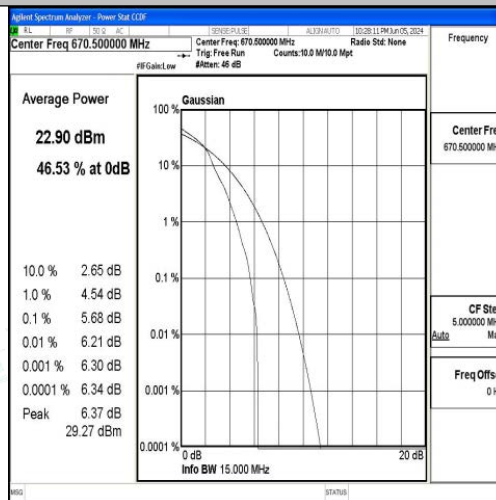 Agilent Spectrum Analyzer - Power Stat CCDF
RL RF 50 Ω AC SENSE:PULSE ALIGNAUTO 10:28:11 PM Jun 05, 2024
Center Freq 670.500000 MHz Center Freq: 670.500000 MHz Radio Std: None
Trig: Free Run Counts:10.0 M/10.0 Mpt
#IFGain:Low #Atten: 46 dB
Frequency
Average Power
22.90 dBm
46.53 % at 0dB
10.0 % 2.65 dB
1.0 % 4.54 dB
0.1 % 5.68 dB
0.01 % 6.21 dB
0.001 % 6.30 dB
0.0001 % 6.34 dB
Peak 6.37 dB
29.27 dBm
Gaussian
100 %
10 %
1 %
0.1 %
0.01 %
0.001 %
0.0001 %
0 dB 20 dB
Info BW 15.000 MHz
Center Fre
670.500000 MH
CF Ste
5.000000 MH
Auto Ma
Freq Offs
0 H
MSG STATUS